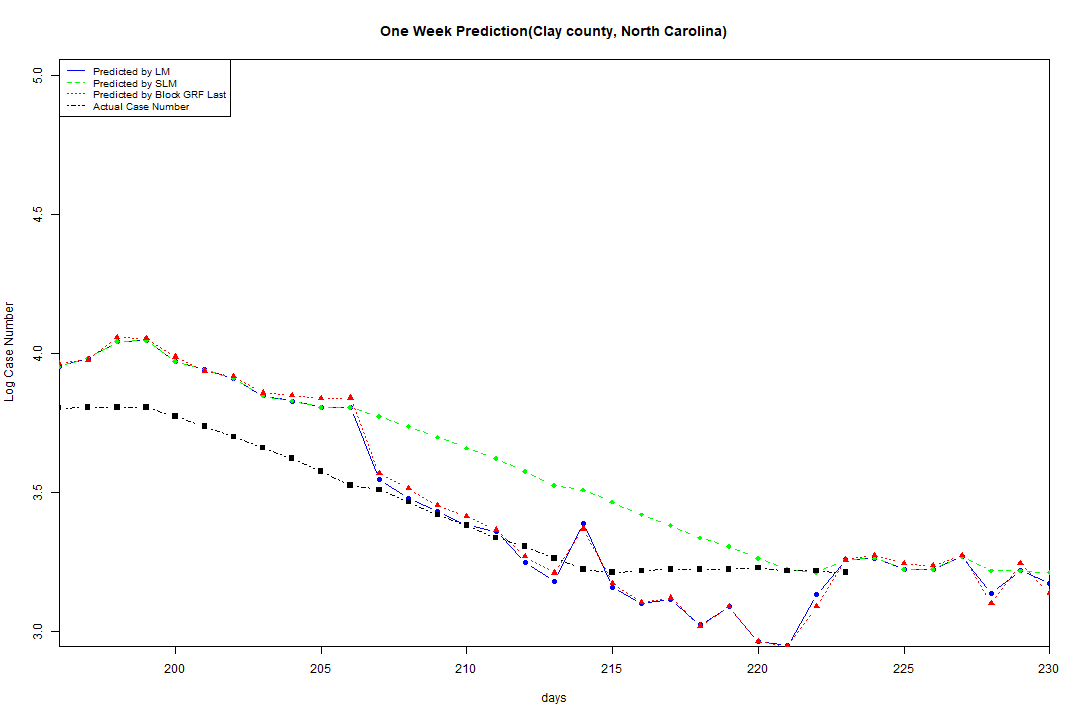 One Week Prediction(Clay county, North Carolina)
Predicted by LM
Predicted by SLM
Predicted by Block GRF Last
Actual Case Number
5.0
4.5
4.0
3.5
3.0
Log Case Number
200 205 210 215 220 225 230
days